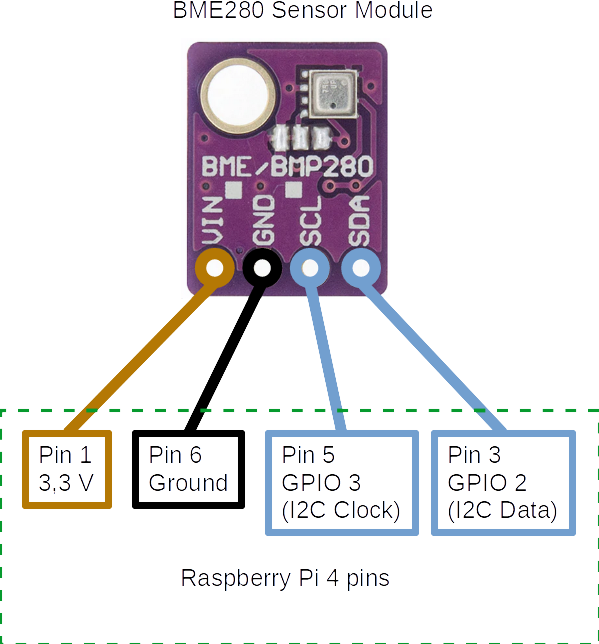 BME280 Sensor Module
BME/BMP280
VIN
GND
SCL
SDA
Pin 1
3,3 V
Pin 6
Ground
Pin 5
GPIO 3
(I2C Clock)
Pin 3
GPIO 2
(I2C Data)
Raspberry Pi 4 pins